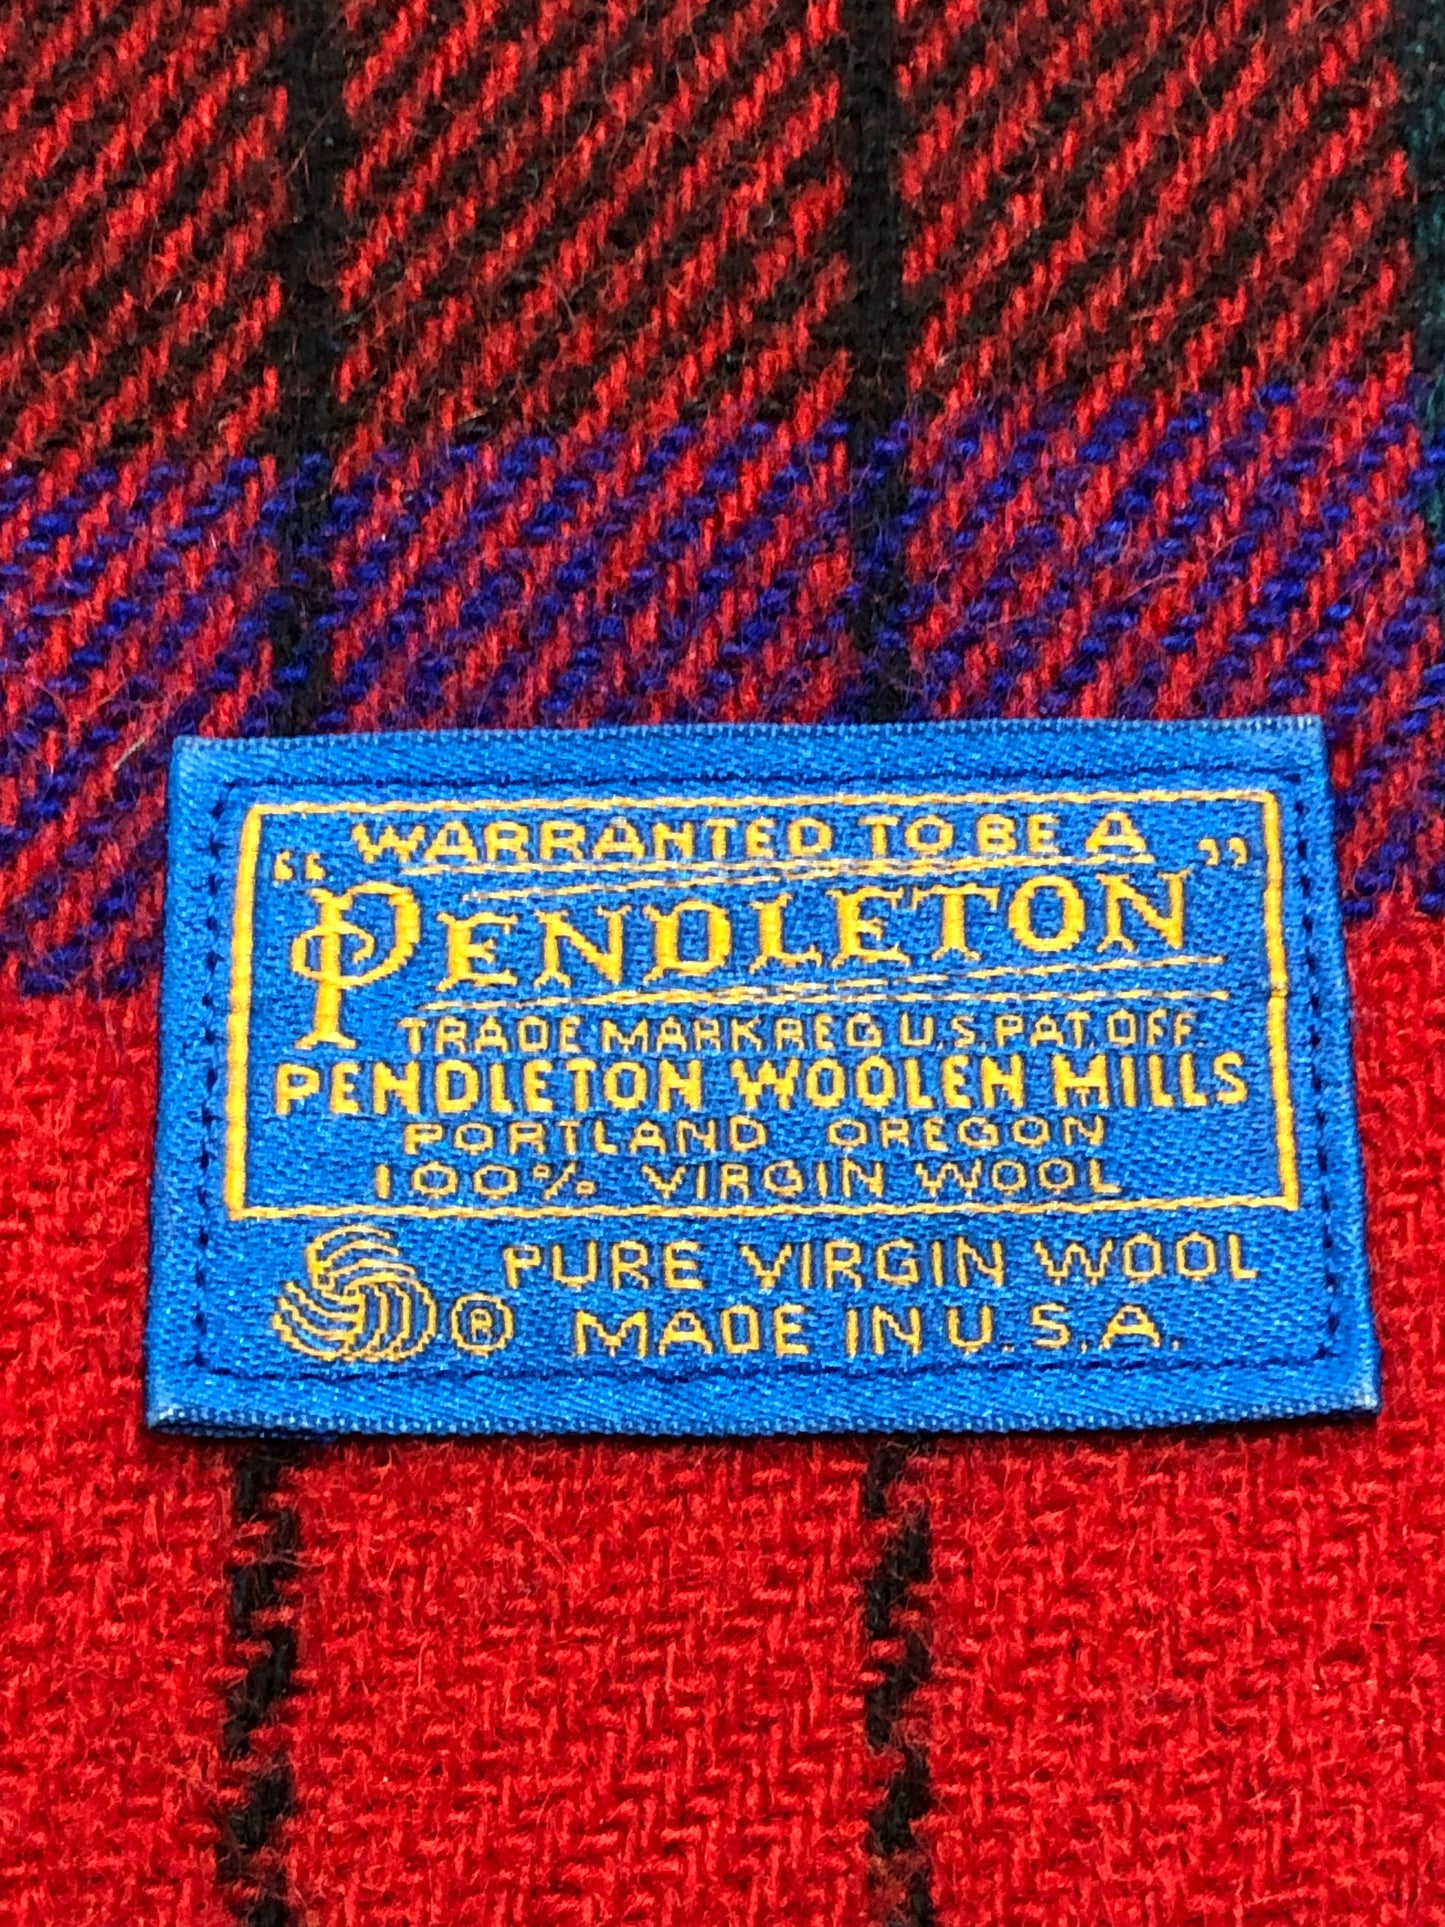 WARRANTED TO BE A
“PENDLETON”
TRADE MARK REG U.S. PAT. OFF.
PENDLETON WOOLEN MILLS
PORTLAND OREGON
100% VIRGIN WOOL
® PURE VIRGIN WOOL
MADE IN U.S.A.